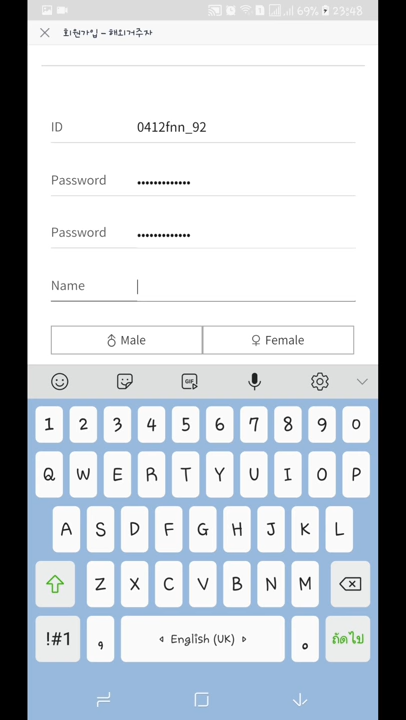 69% 23:48
회원가입 – 해외거주자
ID 0412fnn_92
Password •••••••••••••
Password •••••••••••••
Name
♂ Male ♀ Female
GIF
1 2 3 4 5 6 7 8 9 0
Q W E R T Y U I O P
A S D F G H J K L
Z X C V B N M
!#1 , English (UK) . ถัดไป